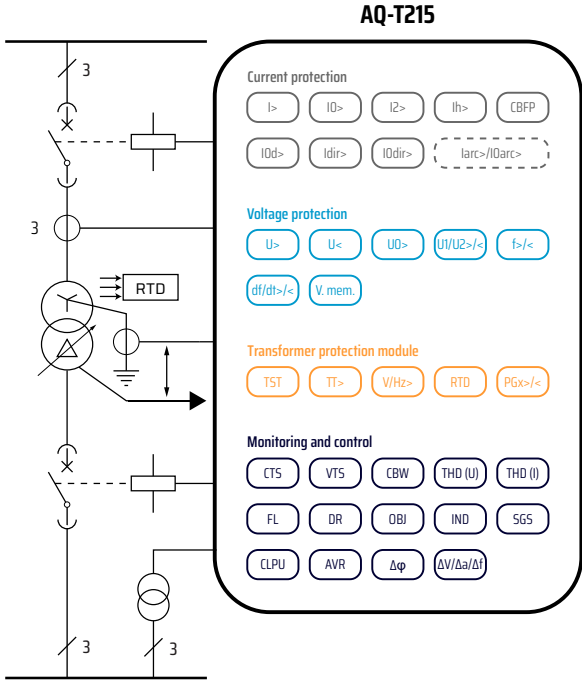 AQ-T215
3
Current protection
I> I0> I2> Ih> CBFP
I0d> Idir> I0dir> Iarc>/I0arc>
3
Voltage protection
U> U< U0> U1/U2>/< f>/<
df/dt>/< V. mem.
RTD
Transformer protection module
TST TT> V/Hz> RTD PGx>/<
Monitoring and control
CTS VTS CBW THD (U) THD (I)
FL DR OBJ IND SGS
CLPU AVR Δφ ΔV/Δa/Δf
3 3